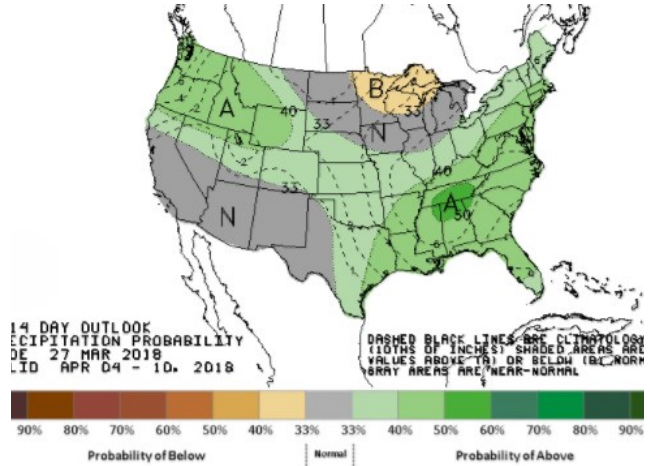 B
A
40
33
33
N
40
33
N
A
50
14 DAY OUTLOOK
ECIPITATION PROBABILITY
DE 27 MAR 2018
LID APR 04 - 10, 2018
DASHED BLACK LINES ARE CLIMATOLOGY
(10THS OF INCHES) SHADED AREAS ARE
VALUES ABOVE (A) OR BELOW (B) NORM
GRAY AREAS ARE NEAR-NORMAL
90% 80% 70% 60% 50% 40% 33% 33% 40% 50% 60% 70% 80% 90%
Probability of Below Normal Probability of Above